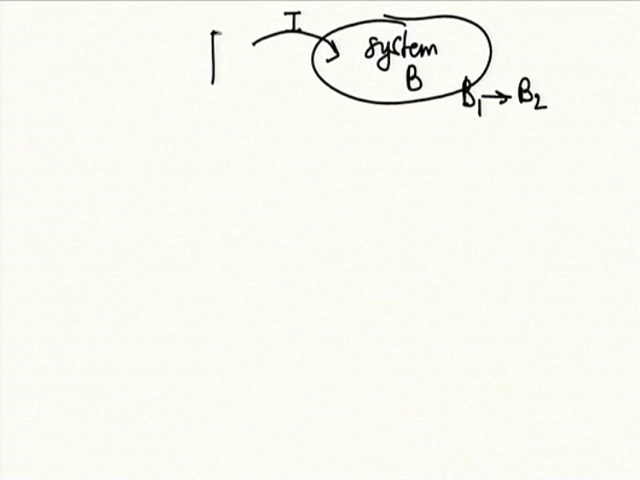 I
system
B
B₁ → B₂